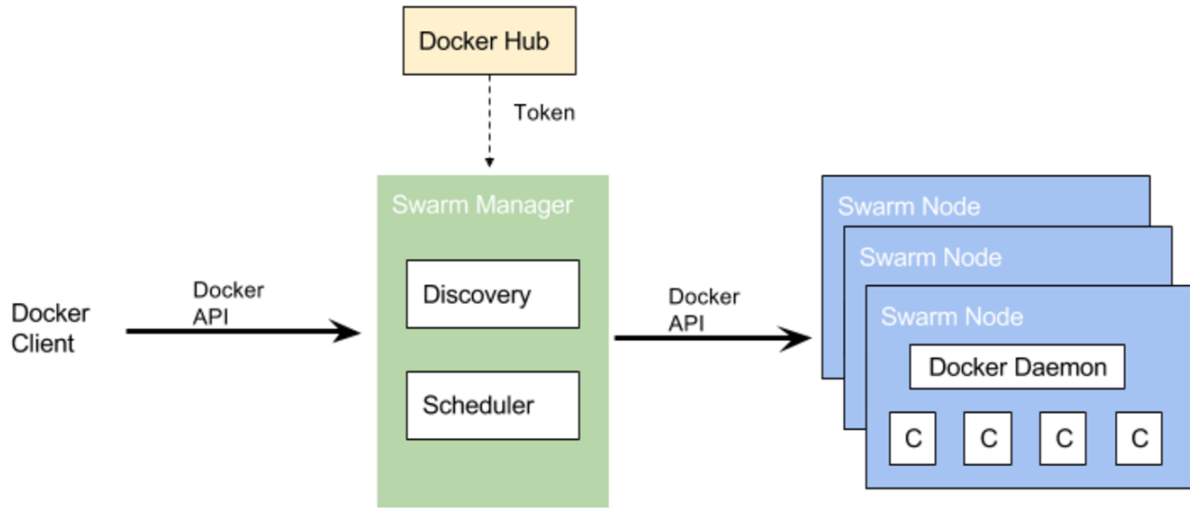 Docker Hub
Token
Swarm Manager
Discovery
Scheduler
Docker
Client
Docker
API
Docker
API
Swarm Node
Swarm Node
Swarm Node
Docker Daemon
C C C C